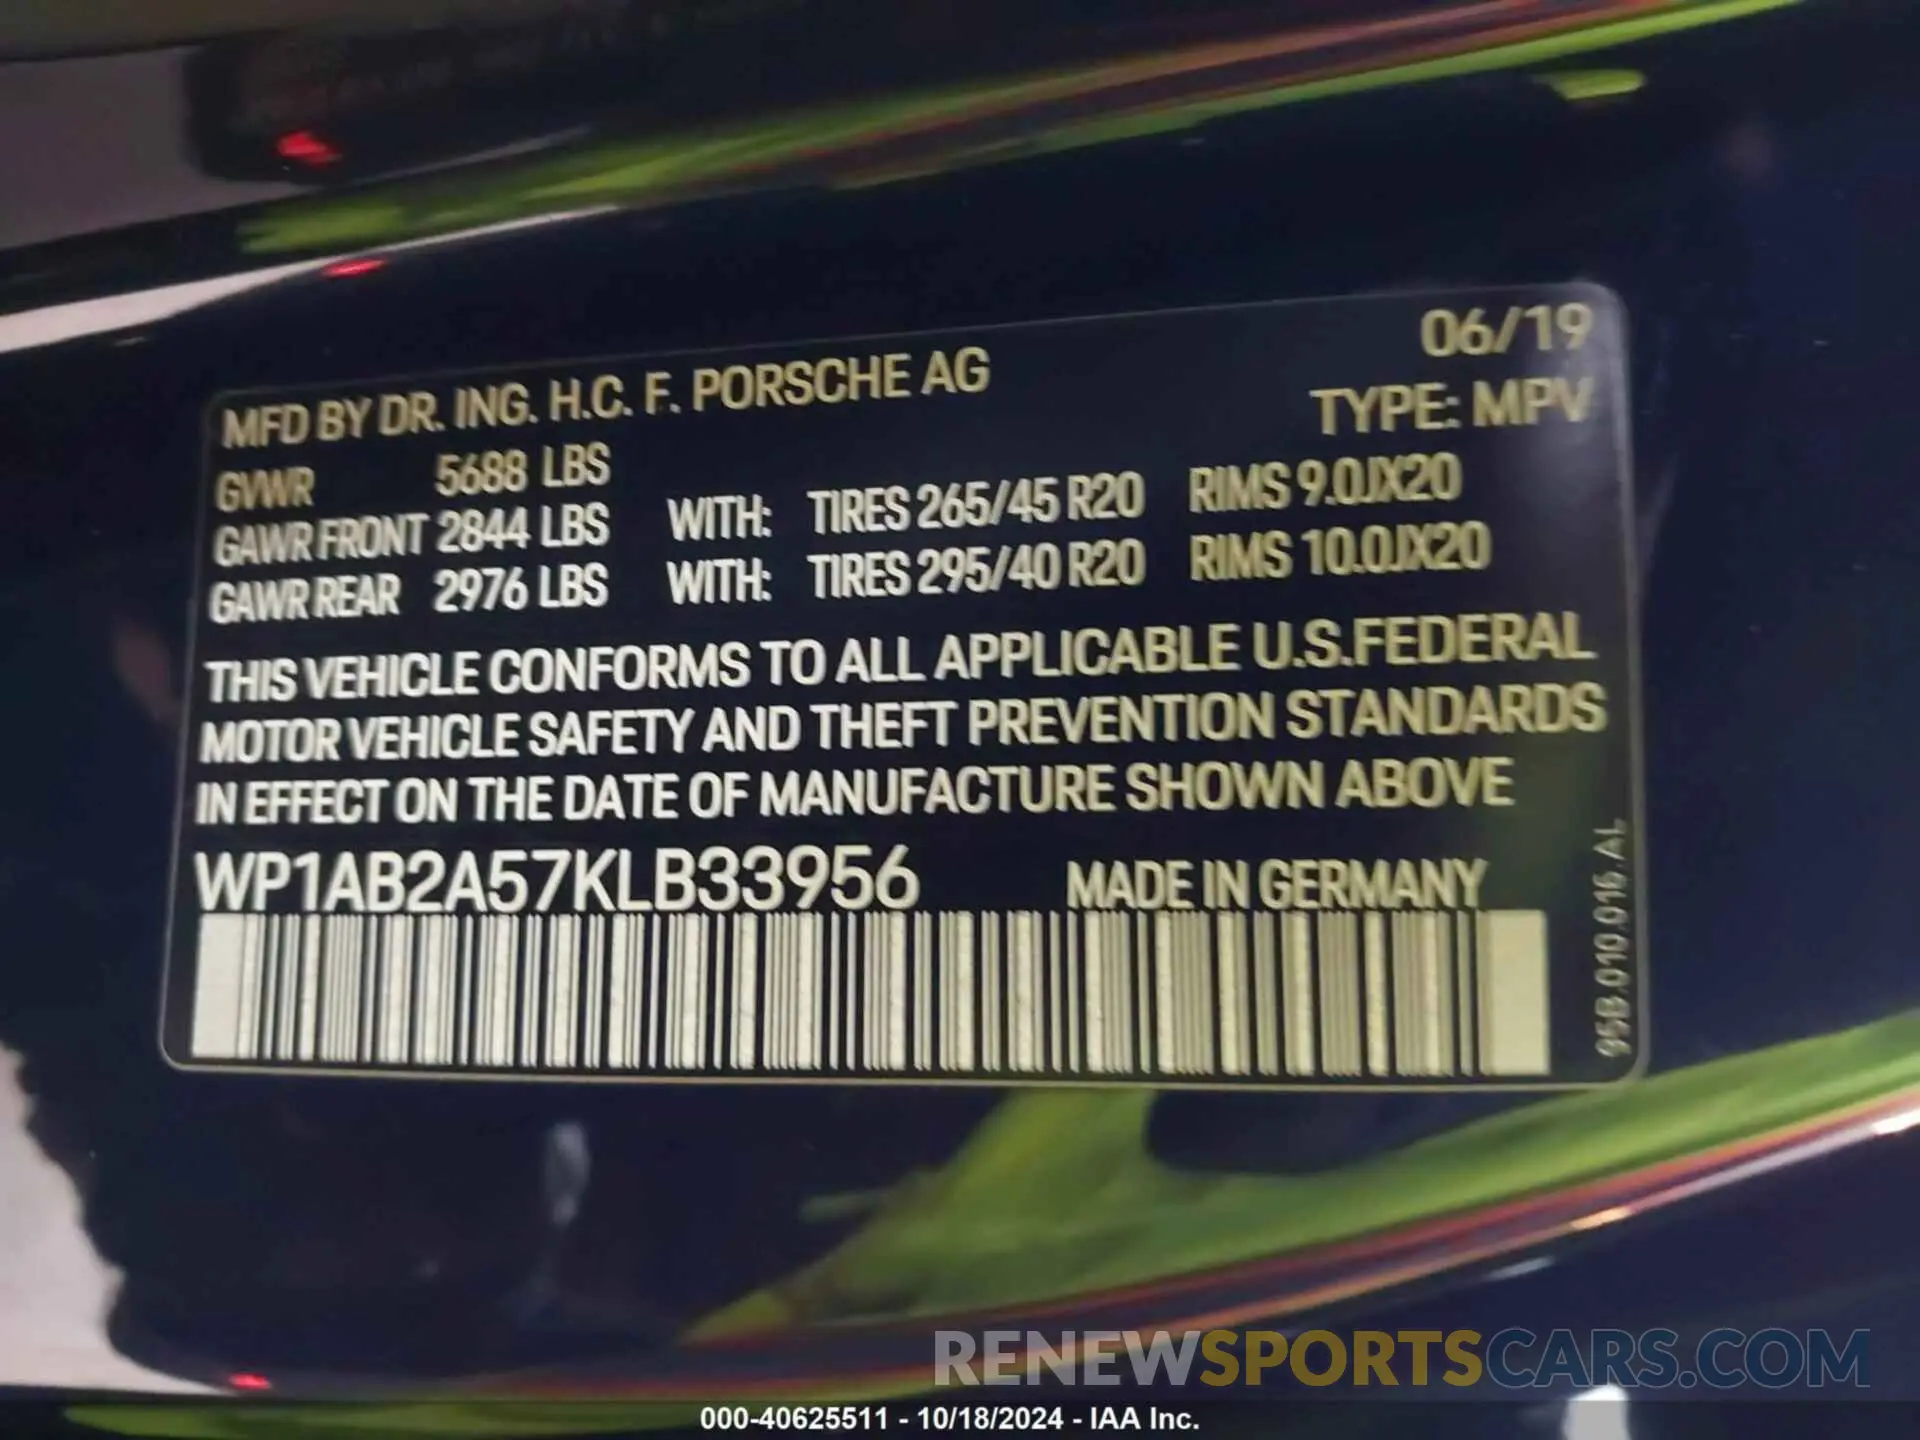 06/19
MFD BY DR. ING. H.C. F. PORSCHE AG
TYPE: MPV
GVWR 5688 LBS
GAWR FRONT 2844 LBS WITH: TIRES 265/45 R20 RIMS 9.0JX20
GAWR REAR 2976 LBS WITH: TIRES 295/40 R20 RIMS 10.0JX20
THIS VEHICLE CONFORMS TO ALL APPLICABLE U.S.FEDERAL
MOTOR VEHICLE SAFETY AND THEFT PREVENTION STANDARDS
IN EFFECT ON THE DATE OF MANUFACTURE SHOWN ABOVE
WP1AB2A57KLB33956 MADE IN GERMANY
95B.010.016.AL
RENEWSPORTSCARS.COM
000-40625511 - 10/18/2024 - IAA Inc.